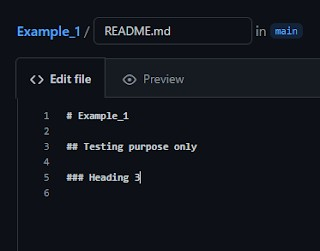 Example_1 / README.md in main
Edit file Preview
1 # Example_1
2
3 ## Testing purpose only
4
5 ### Heading 3
6